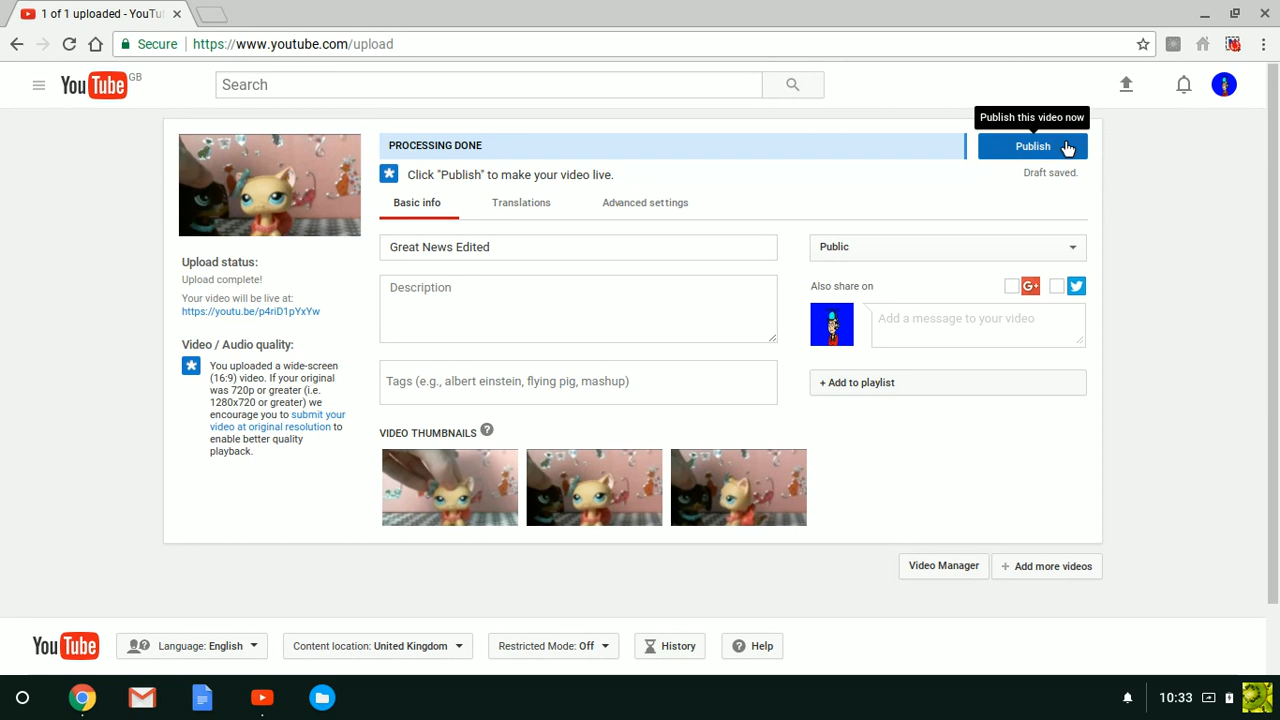 1 of 1 uploaded - YouTu
Secure https://www.youtube.com/upload
YouTube GB
Search
Publish this video now
PROCESSING DONE
Publish
Click "Publish" to make your video live.
Draft saved.
Basic info Translations Advanced settings
Great News Edited
Public
Upload status:
Upload complete!
Your video will be live at:
https://youtu.be/p4riD1pYxYw
Description
Also share on
G+
Add a message to your video
Video / Audio quality:
You uploaded a wide-screen
(16:9) video. If your original
was 720p or greater (i.e.
1280x720 or greater) we
encourage you to submit your
video at original resolution to
enable better quality
playback.
Tags (e.g., albert einstein, flying pig, mashup)
+ Add to playlist
VIDEO THUMBNAILS ?
Video Manager
+ Add more videos
YouTube
Language: English
Content location: United Kingdom
Restricted Mode: Off
History
? Help
10:33